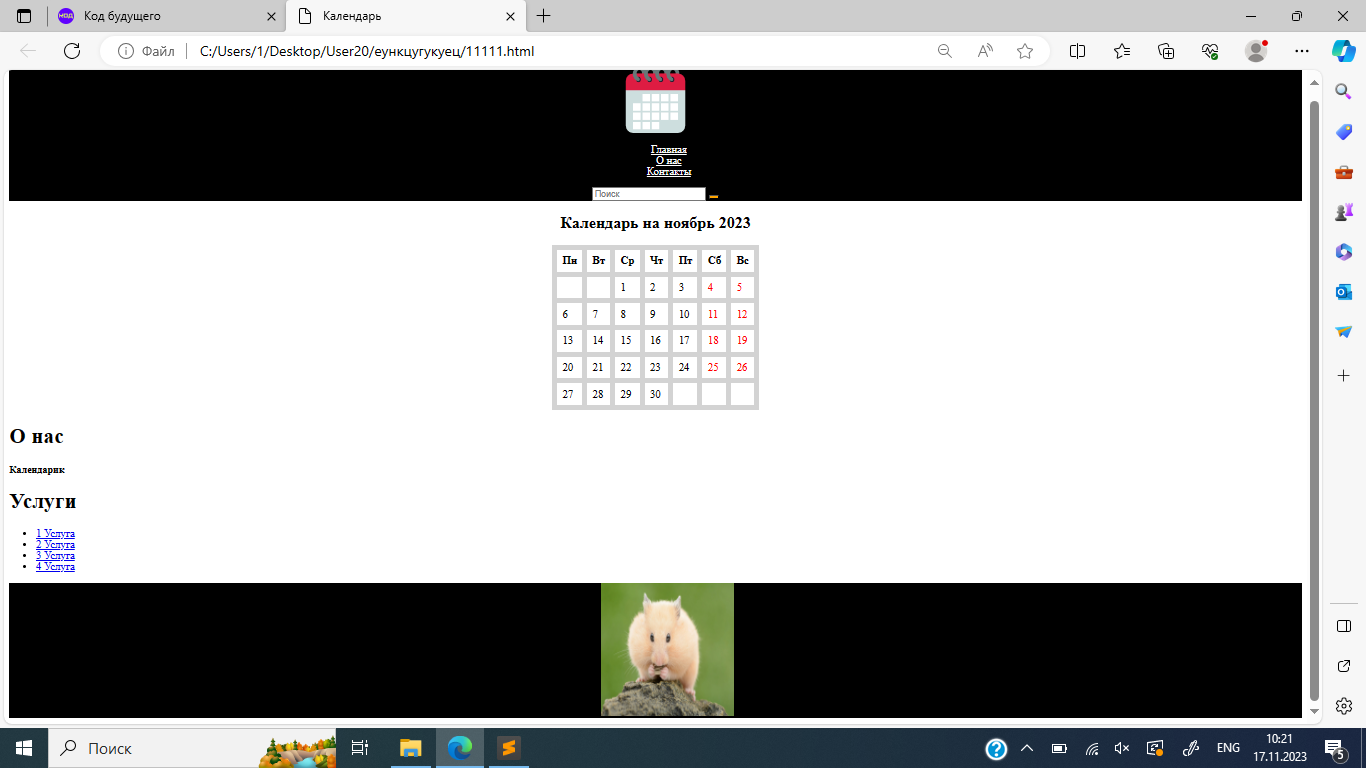 Код будущего
Календарь
Файл
C:/Users/1/Desktop/User20/еункцугукуец/11111.html
Главная
О нас
Контакты
Поиск
Календарь на ноябрь 2023
Пн Вт Ср Чт Пт Сб Вс
1 2 3 4 5
6 7 8 9 10 11 12
13 14 15 16 17 18 19
20 21 22 23 24 25 26
27 28 29 30
О нас
Календарик
Услуги
1 Услуга
2 Услуга
3 Услуга
4 Услуга
Поиск
ENG
10:21
17.11.2023
5